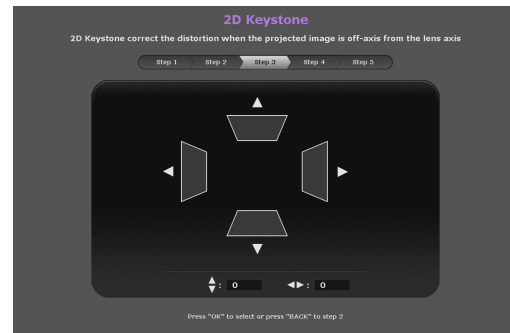 2D Keystone
2D Keystone correct the distortion when the projected image is off-axis from the lens axis
Step 1 Step 2 Step 3 Step 4 Step 5
: 0 : 0
Press "OK" to select or press "BACK" to step 2